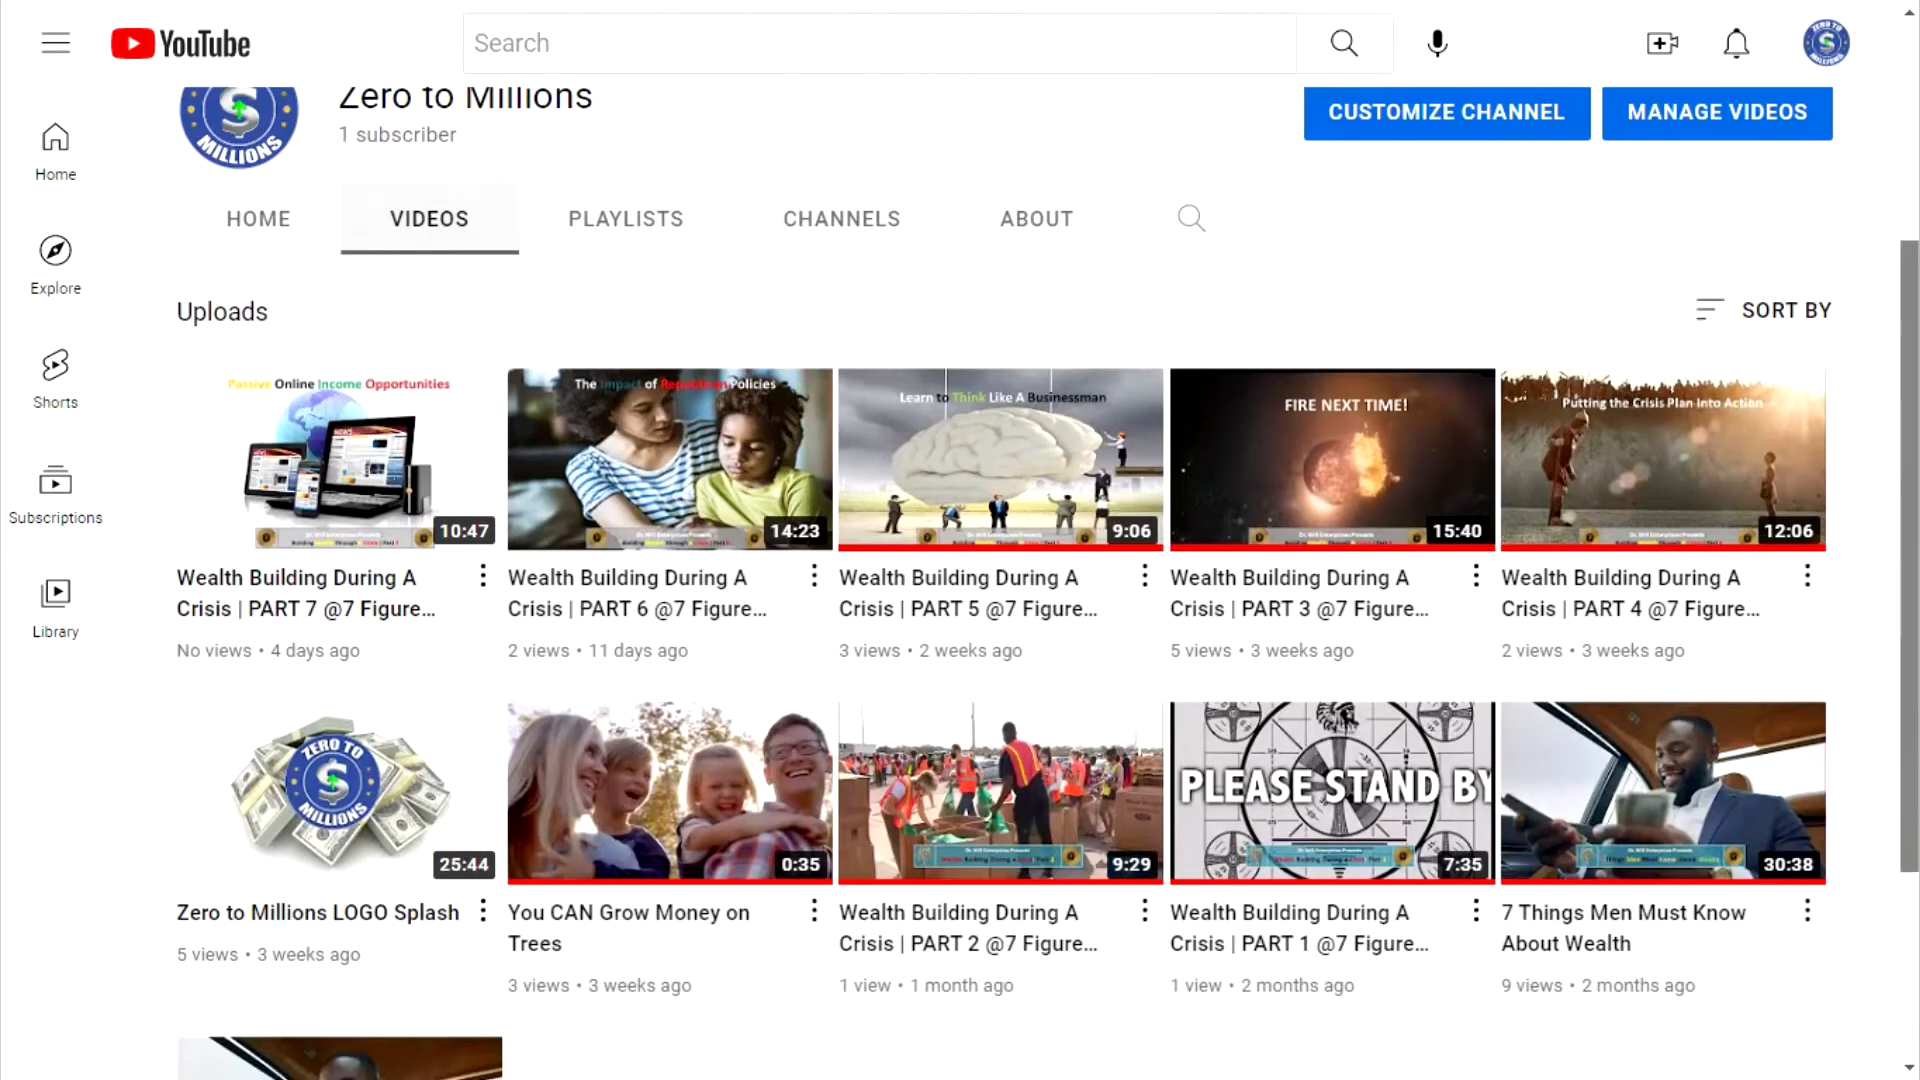 YouTube
Search
Zero to Millions
1 subscriber
CUSTOMIZE CHANNEL
MANAGE VIDEOS
MILLIONS
Home
Explore
Shorts
Subscriptions
Library
HOME
VIDEOS
PLAYLISTS
CHANNELS
ABOUT
Uploads
SORT BY
Passive Online Income Opportunities
NEWS
10:47
The Impact of Republican Policies
14:23
Learn to Think Like A Businessman
9:06
FIRE NEXT TIME!
15:40
Putting the Crisis Plan Into Action
12:06
Wealth Building During A
Crisis | PART 7 @7 Figure...
No views • 4 days ago
Wealth Building During A
Crisis | PART 6 @7 Figure...
2 views • 11 days ago
Wealth Building During A
Crisis | PART 5 @7 Figure...
3 views • 2 weeks ago
Wealth Building During A
Crisis | PART 3 @7 Figure...
5 views • 3 weeks ago
Wealth Building During A
Crisis | PART 4 @7 Figure...
2 views • 3 weeks ago
ZERO TO
MILLIONS
25:44
0:35
9:29
PLEASE STAND BY
7:35
30:38
Zero to Millions LOGO Splash
5 views • 3 weeks ago
You CAN Grow Money on
Trees
3 views • 3 weeks ago
Wealth Building During A
Crisis | PART 2 @7 Figure...
1 view • 1 month ago
Wealth Building During A
Crisis | PART 1 @7 Figure...
1 view • 2 months ago
7 Things Men Must Know
About Wealth
9 views • 2 months ago